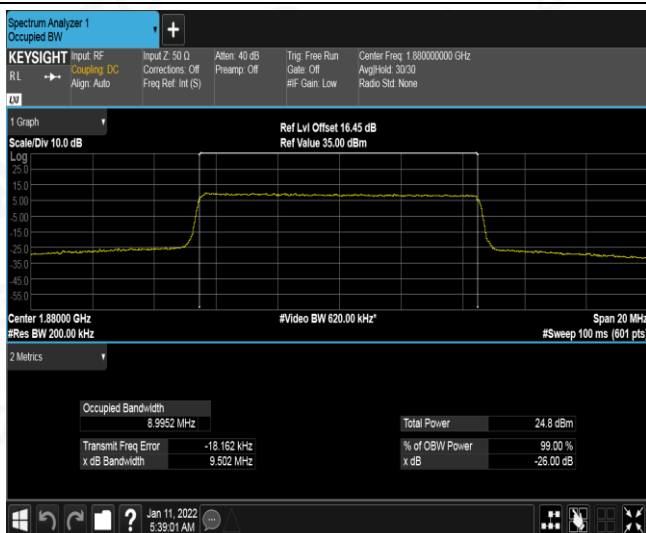 Spectrum Analyzer 1
Occupied BW
+
KEYSIGHT Input: RF Input Z: 50 Ω Atten: 40 dB Trig: Free Run Center Freq: 1.880000000 GHz
RL Coupling: DC Corrections: Off Preamp: Off Gate: Off Avg|Hold: 30/30
Align: Auto Freq Ref: Int (S) #IF Gain: Low Radio Std: None
LXI
1 Graph
Ref Lvl Offset 16.45 dB
Scale/Div 10.0 dB Ref Value 35.00 dBm
Log
25.0
15.0
5.00
-5.00
-15.0
-25.0
-35.0
-45.0
-55.0
Center 1.88000 GHz #Video BW 620.00 kHz* Span 20 MHz
#Res BW 200.00 kHz #Sweep 100 ms (601 pts
2 Metrics
Occupied Bandwidth
8.9952 MHz Total Power 24.8 dBm
Transmit Freq Error -18.162 kHz % of OBW Power 99.00 %
x dB Bandwidth 9.502 MHz x dB -26.00 dB
? Jan 11, 2022
5:39:01 AM